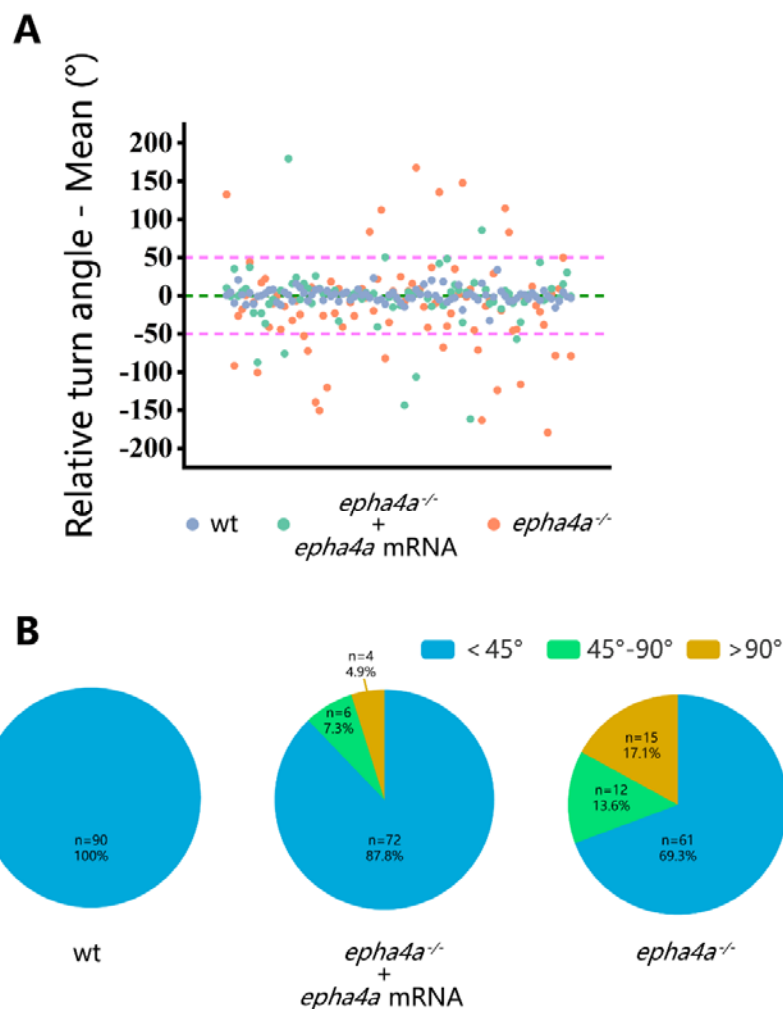 A
Relative turn angle - Mean (°)
200
150
100
50
0
-50
-100
-150
-200
wt
epha4a-/-
+
epha4a mRNA
epha4a-/-
B
< 45°
45°-90°
>90°
n=90
100%
n=4
4.9%
n=6
7.3%
n=72
87.8%
n=15
17.1%
n=12
13.6%
n=61
69.3%
wt
epha4a-/-
+
epha4a mRNA
epha4a-/-